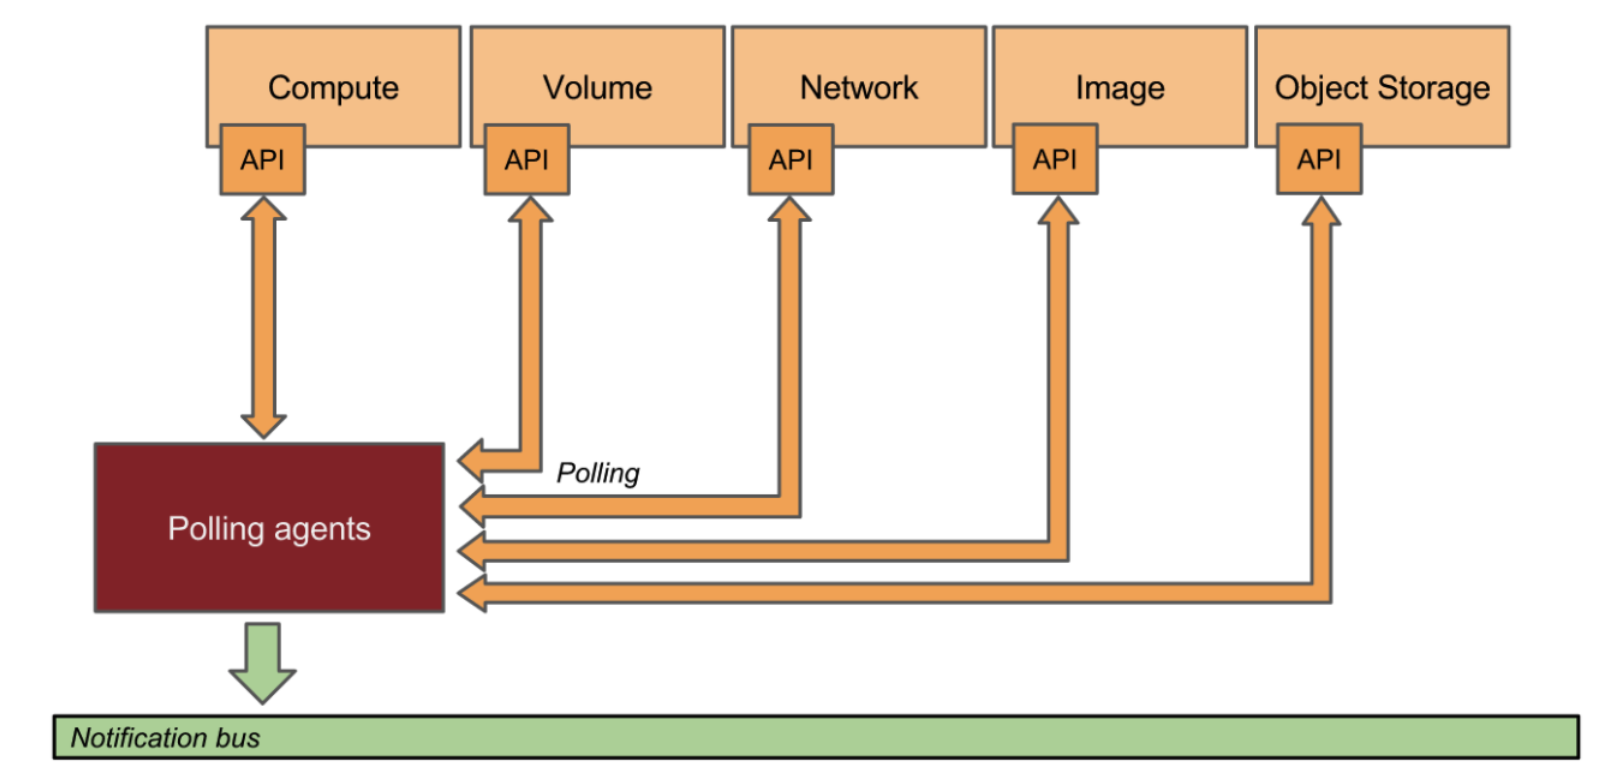 Compute
Volume
Network
Image
Object Storage
API
API
API
API
API
Polling
Polling agents
Notification bus